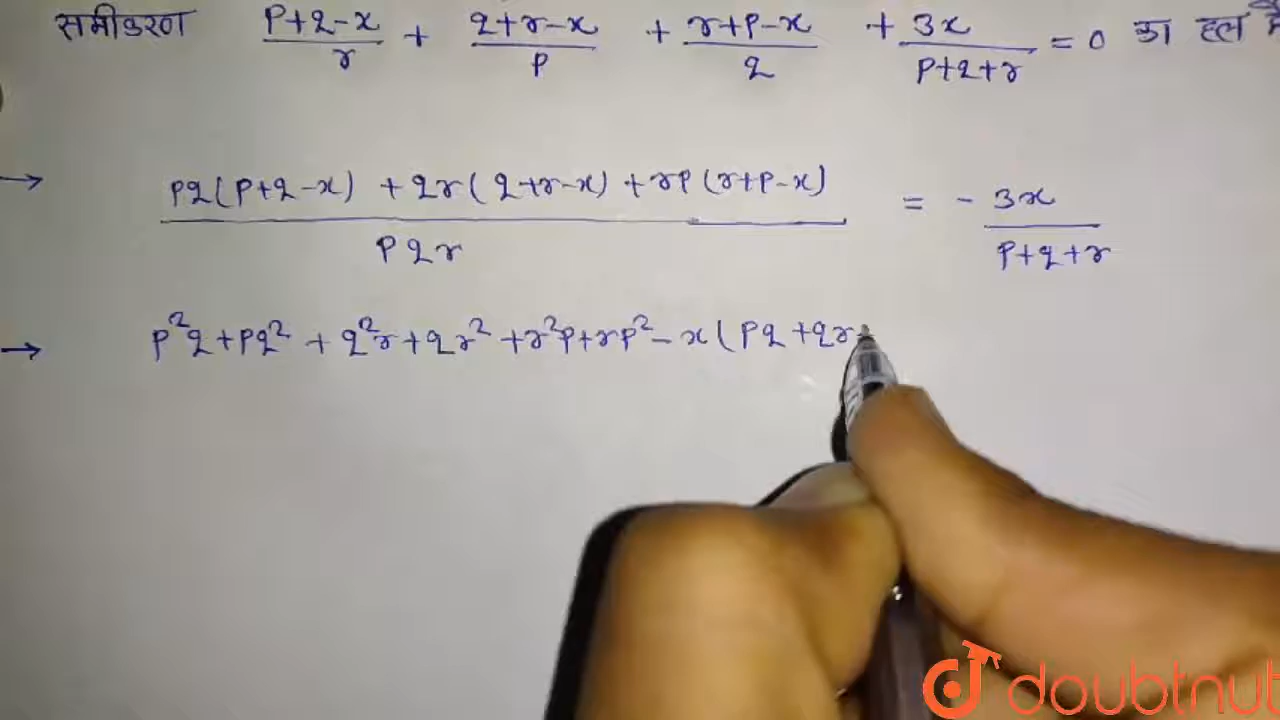 समीकरण P+q-x/r + q+r-x/p + r+p-x/q + 3x/p+q+r = 0 का हल है
→ pq(p+q-x) + qr(q+r-x) + rp(r+p-x)/pqr = - 3x/p+q+r
→ p²q+pq² + q²r+qr² + r²p+rp² - x(pq+qr
doubtnut